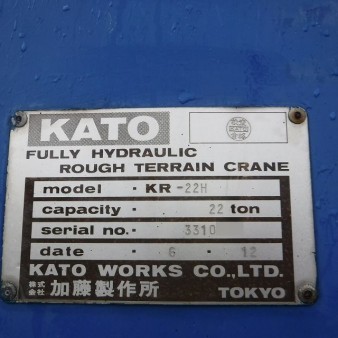 KATO
FULLY HYDRAULIC
ROUGH TERRAIN CRANE
model · KR-22H
capacity · 22 ton
serial no. · 3310
date · 6 · 12
KATO WORKS CO.,LTD.
株式会社 加藤製作所 TOKYO